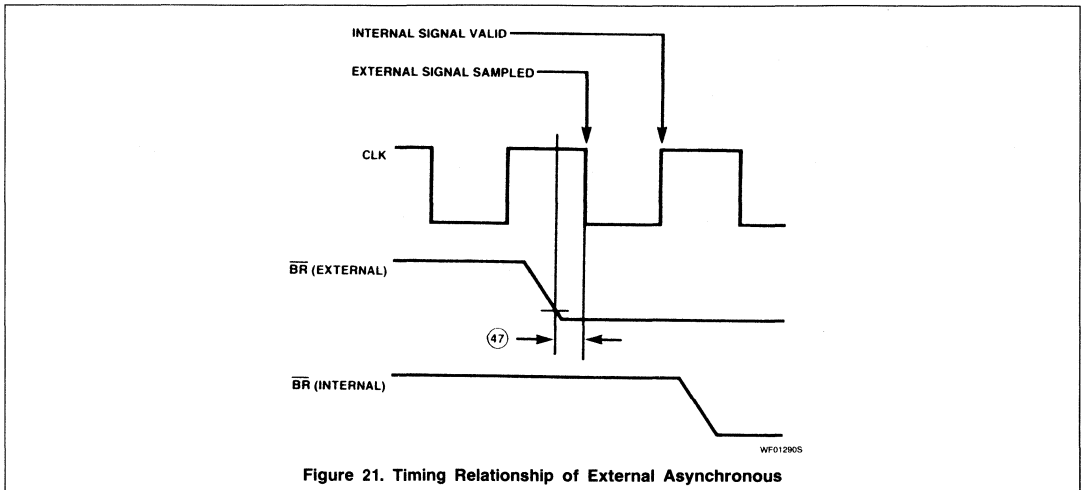 INTERNAL SIGNAL VALID
EXTERNAL SIGNAL SAMPLED
CLK
BR (EXTERNAL)
47
BR (INTERNAL)
WF01290S
Figure 21. Timing Relationship of External Asynchronous